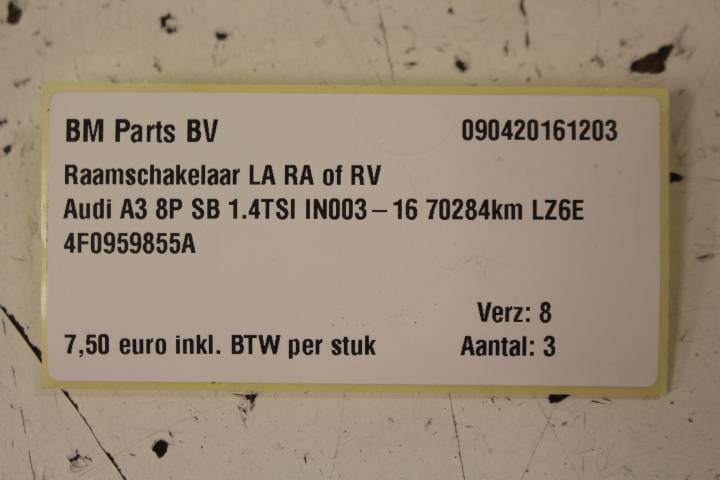 BM Parts BV 090420161203
Raamschakelaar LA RA of RV
Audi A3 8P SB 1.4TSI IN003–16 70284km LZ6E
4F0959855A
Verz: 8
7,50 euro inkl. BTW per stuk Aantal: 3